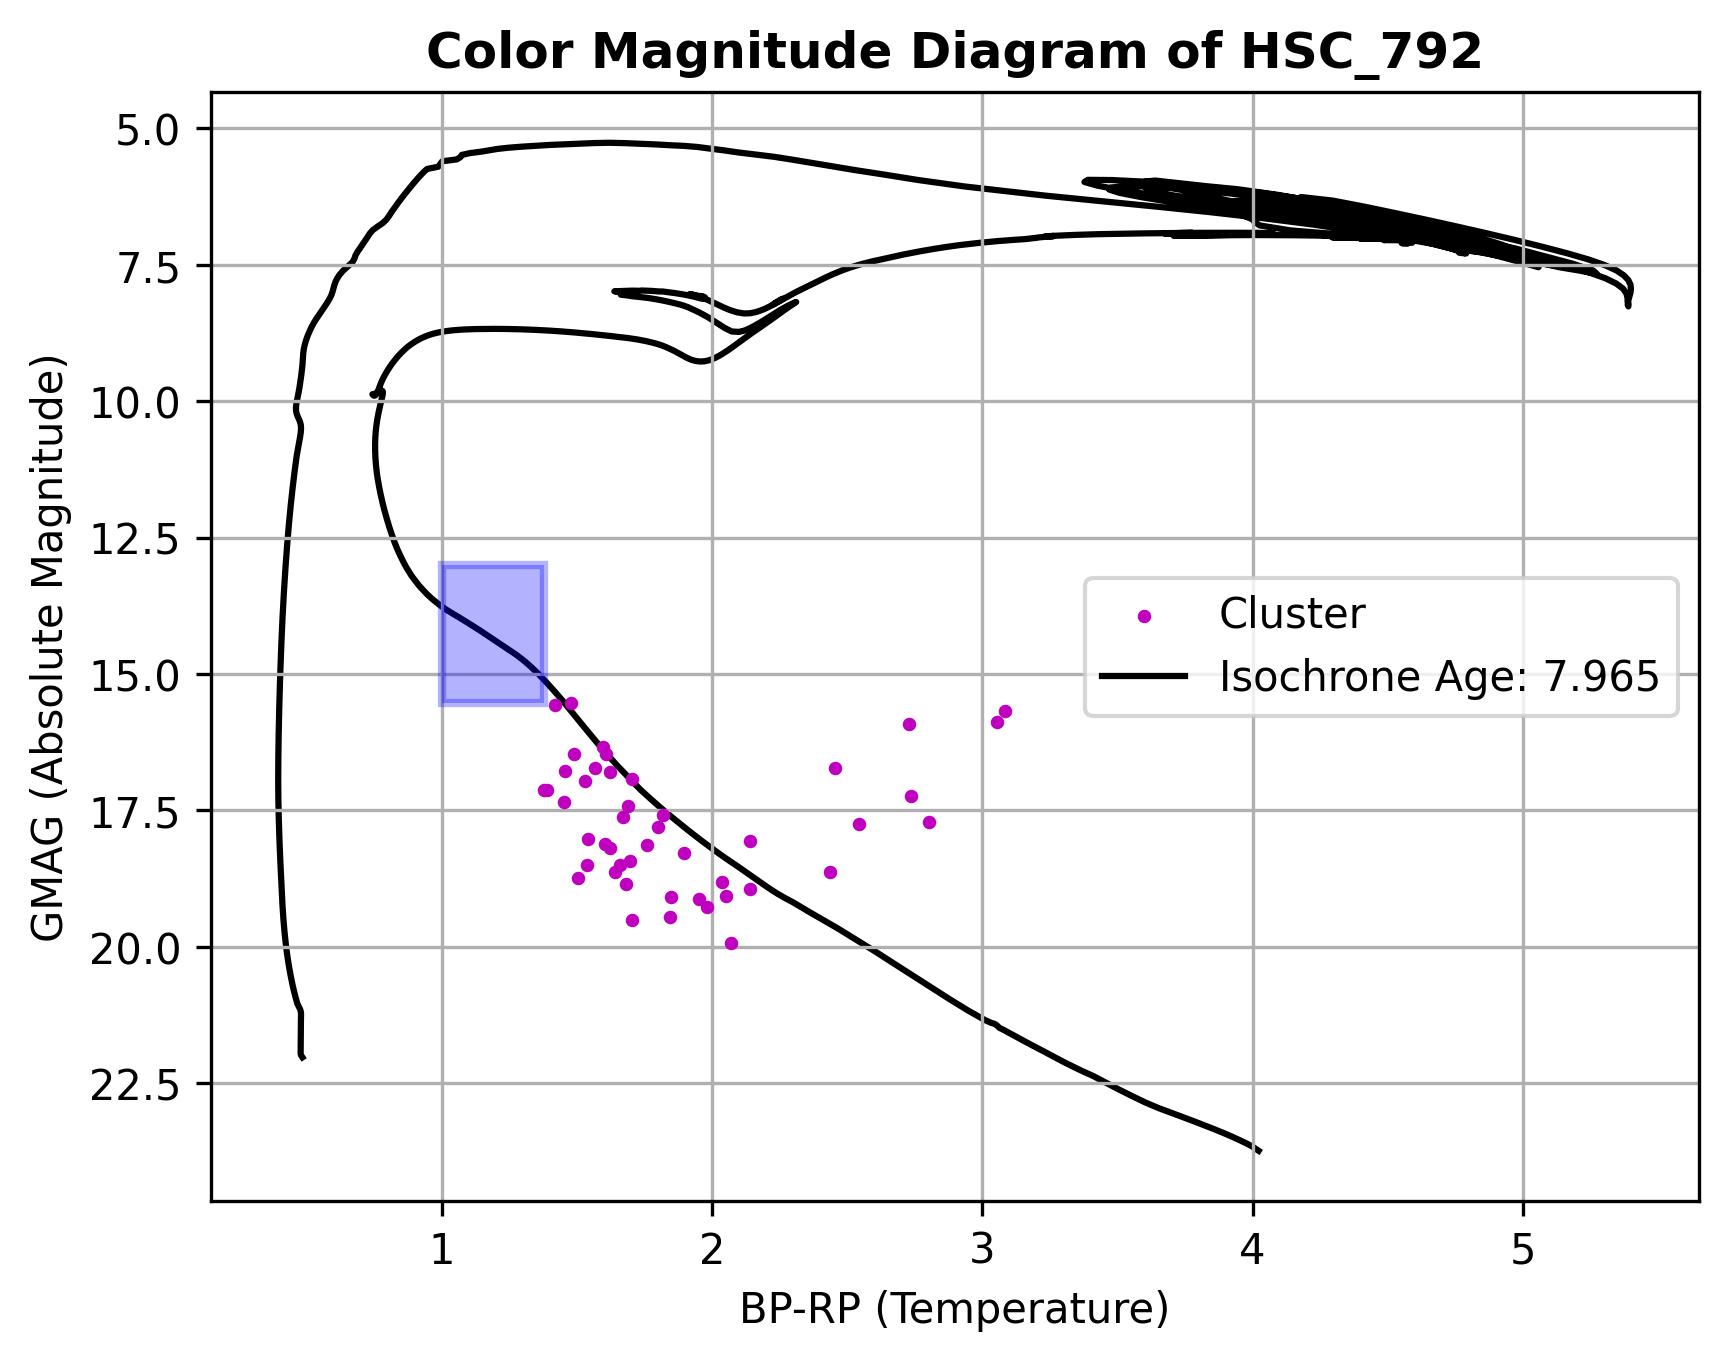 Color Magnitude Diagram of HSC_792
GMAG (Absolute Magnitude)
5.0
7.5
10.0
12.5
15.0
17.5
20.0
22.5
Cluster
Isochrone Age: 7.965
1 2 3 4 5
BP-RP (Temperature)